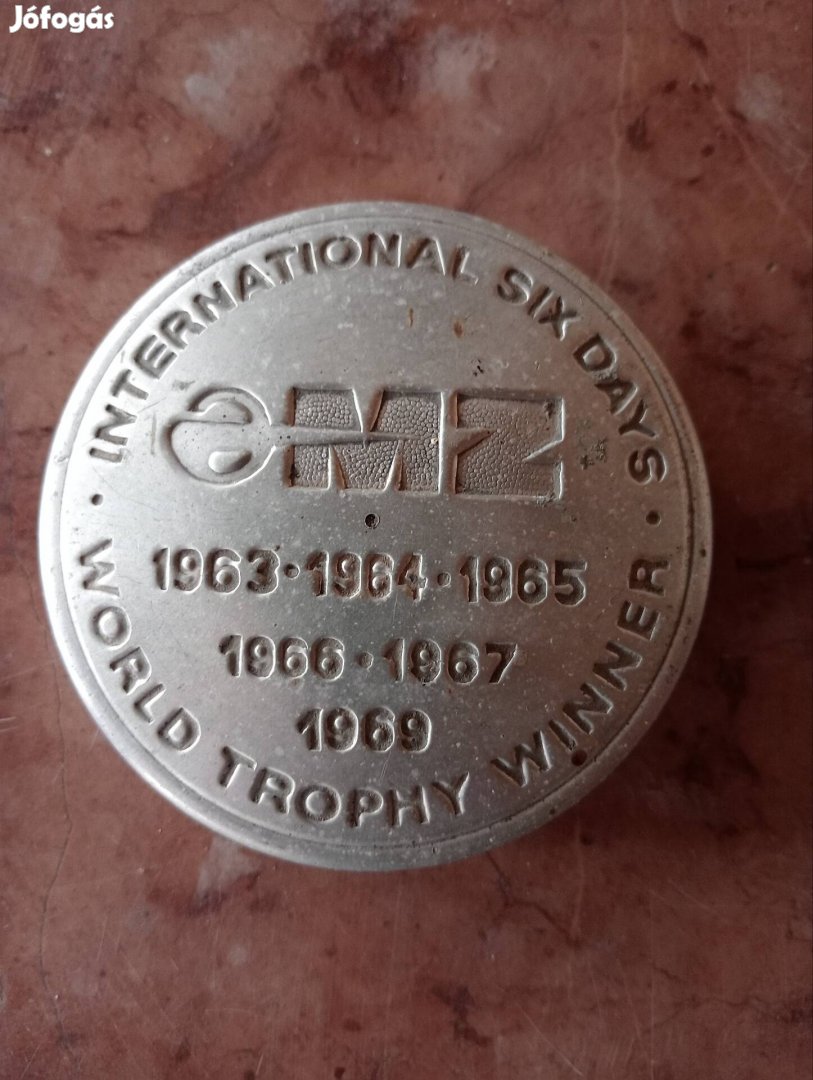 Jófogás
• INTERNATIONAL SIX DAYS •
MZ
1963 • 1964 • 1965
1966 • 1967
1969
WORLD TROPHY WINNER